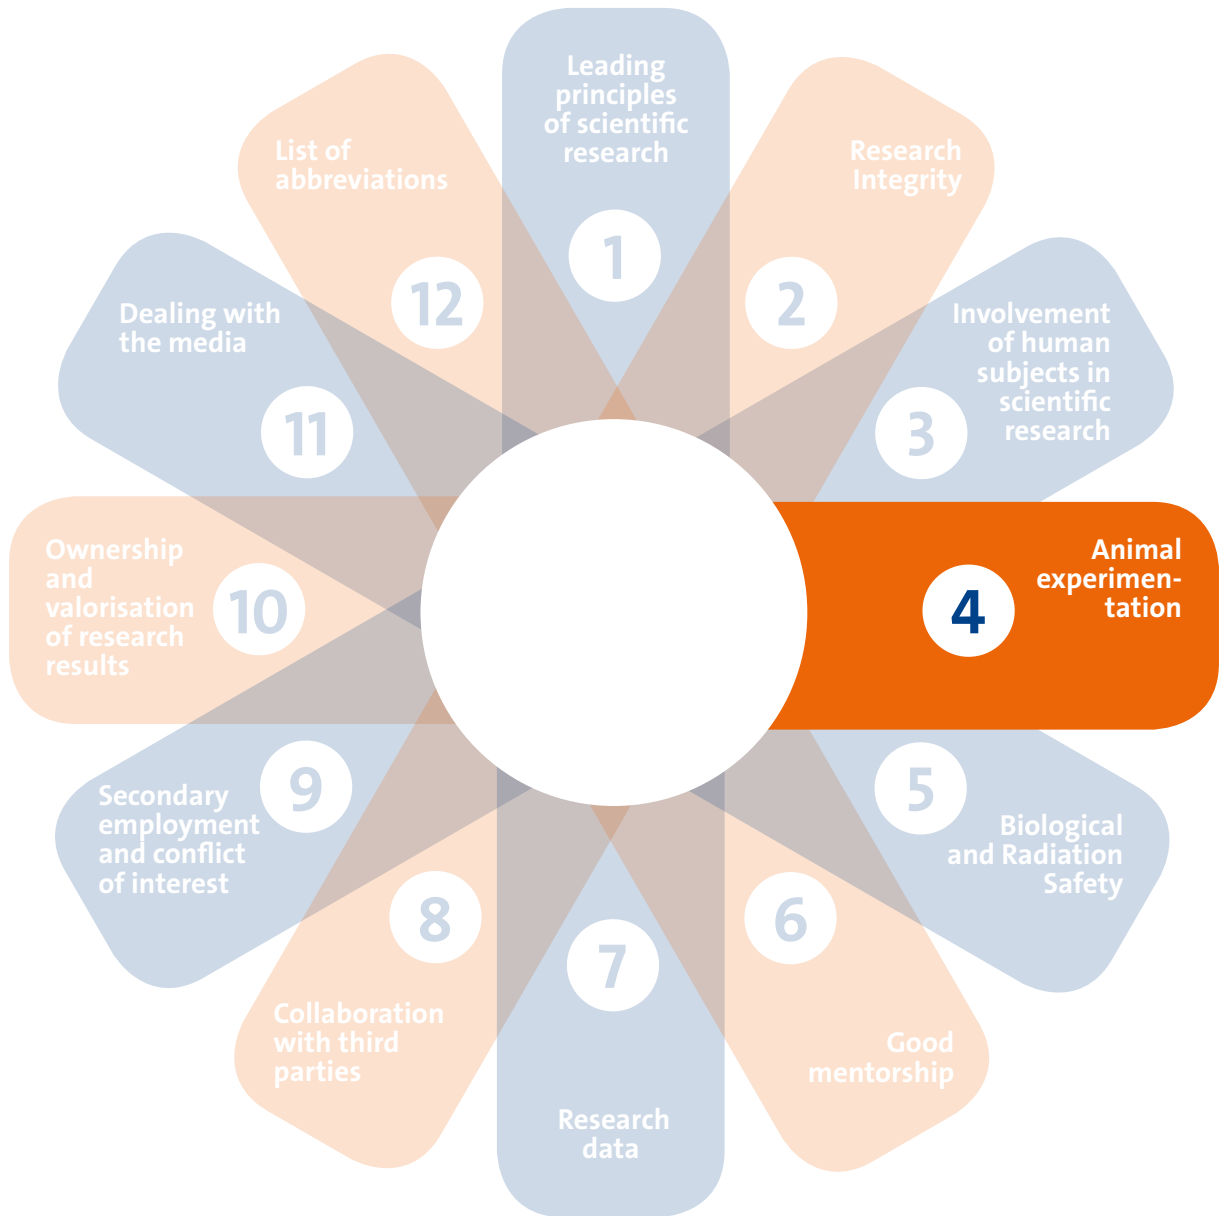 Leading
principles
of scientific
research
1
Research
Integrity
2
Involvement
of human
subjects in
scientific
research
3
Animal
experimen-
tation
4
5
Biological
and Radiation
Safety
6
Good
mentorship
7
Research
data
8
Collaboration
with third
parties
9
Secondary
employment
and conflict
of interest
Ownership
and
valorisation
of research
results
10
Dealing with
the media
11
List of
abbreviations
12